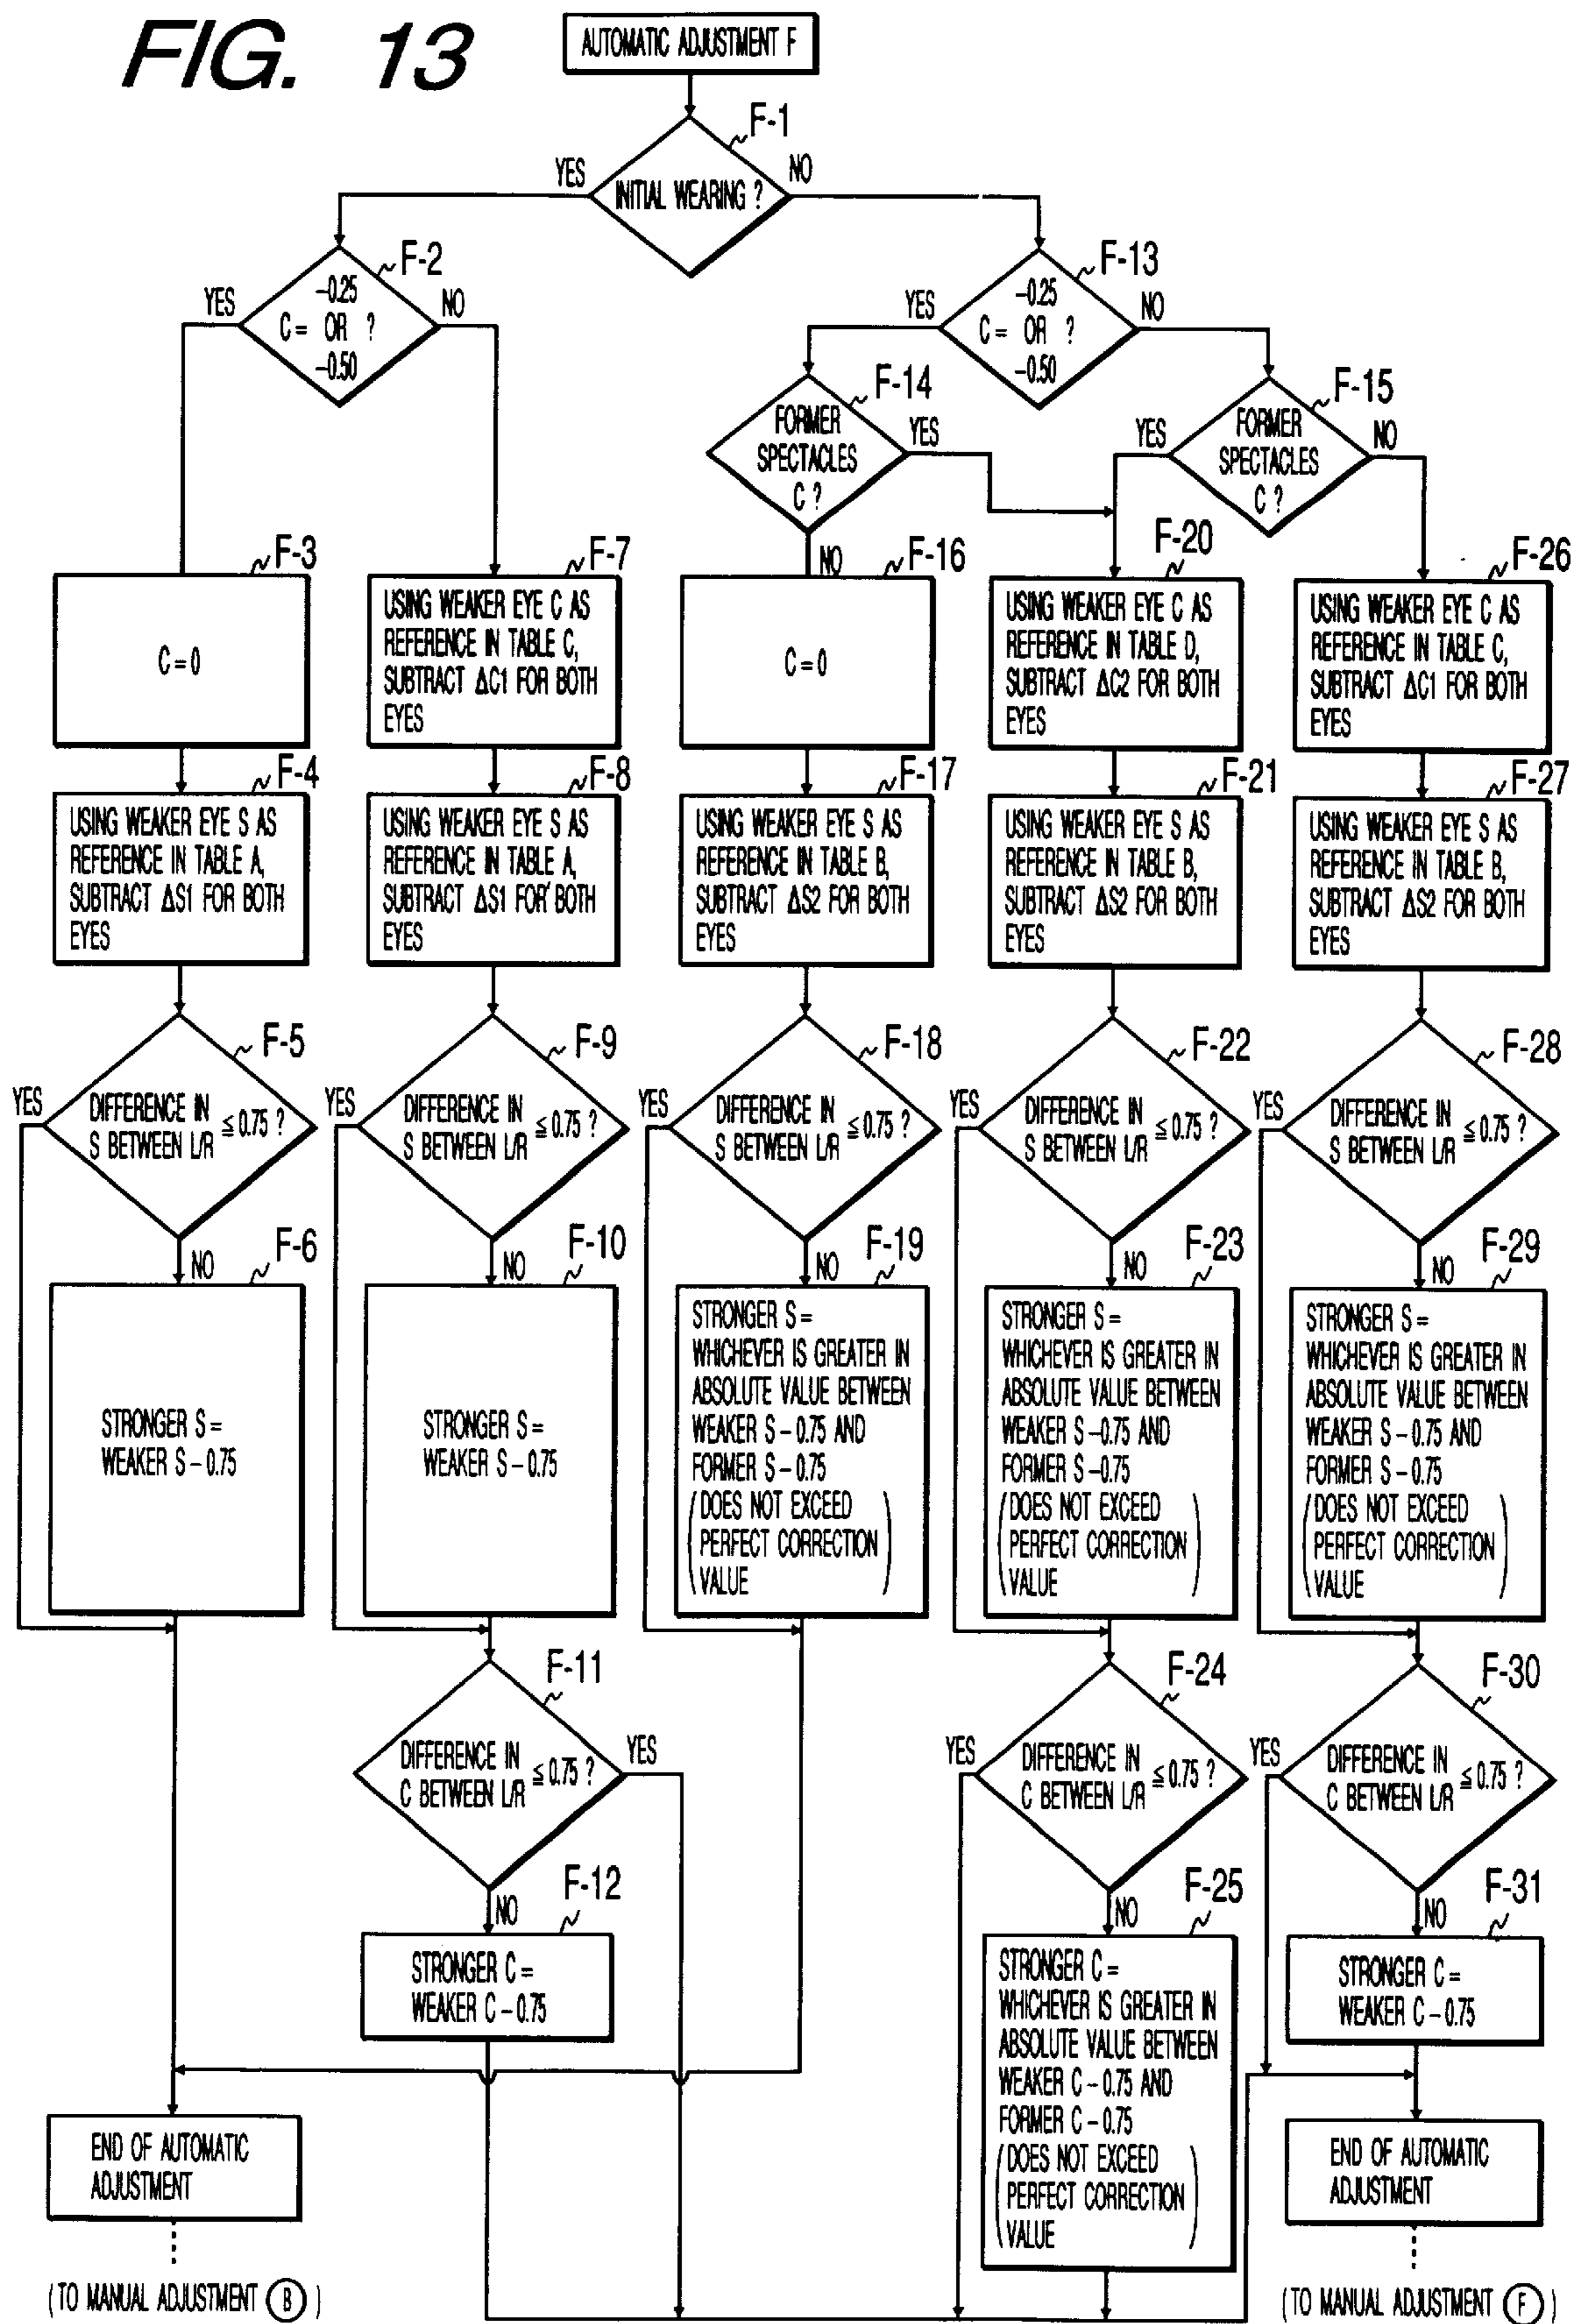 FIG. 13
AUTOMATIC ADJUSTMENT F
F-1
YES
NO
INITIAL WEARING ?
F-2
YES
NO
-0.25
C = OR ?
-0.50
F-13
YES
NO
-0.25
C = OR ?
-0.50
F-14
FORMER
SPECTACLES
C ?
YES
NO
F-15
YES
FORMER
SPECTACLES
C ?
NO
F-3
C = 0
F-7
USING WEAKER EYE C AS
REFERENCE IN TABLE C,
SUBTRACT ΔC1 FOR BOTH
EYES
F-16
C = 0
F-20
USING WEAKER EYE C AS
REFERENCE IN TABLE D,
SUBTRACT ΔC2 FOR BOTH
EYES
F-26
USING WEAKER EYE C AS
REFERENCE IN TABLE C,
SUBTRACT ΔC1 FOR BOTH
EYES
F-4
USING WEAKER EYE S AS
REFERENCE IN TABLE A,
SUBTRACT ΔS1 FOR BOTH
EYES
F-8
USING WEAKER EYE S AS
REFERENCE IN TABLE A,
SUBTRACT ΔS1 FOR BOTH
EYES
F-17
USING WEAKER EYE S AS
REFERENCE IN TABLE B,
SUBTRACT ΔS2 FOR BOTH
EYES
F-21
USING WEAKER EYE S AS
REFERENCE IN TABLE B,
SUBTRACT ΔS2 FOR BOTH
EYES
F-27
USING WEAKER EYE S AS
REFERENCE IN TABLE B,
SUBTRACT ΔS2 FOR BOTH
EYES
F-5
YES
DIFFERENCE IN
S BETWEEN L/R ≦ 0.75 ?
NO
F-9
YES
DIFFERENCE IN
S BETWEEN L/R ≦ 0.75 ?
NO
F-18
YES
DIFFERENCE IN
S BETWEEN L/R ≦ 0.75 ?
NO
F-22
YES
DIFFERENCE IN
S BETWEEN L/R ≦ 0.75 ?
NO
F-28
YES
DIFFERENCE IN
S BETWEEN L/R ≦ 0.75 ?
NO
F-6
STRONGER S =
WEAKER S - 0.75
F-10
STRONGER S =
WEAKER S - 0.75
F-19
STRONGER S =
WHICHEVER IS GREATER IN
ABSOLUTE VALUE BETWEEN
WEAKER S - 0.75 AND
FORMER S - 0.75
(DOES NOT EXCEED
PERFECT CORRECTION
VALUE)
F-23
STRONGER S =
WHICHEVER IS GREATER IN
ABSOLUTE VALUE BETWEEN
WEAKER S -0.75 AND
FORMER S -0.75
(DOES NOT EXCEED
PERFECT CORRECTION
VALUE)
F-29
STRONGER S =
WHICHEVER IS GREATER IN
ABSOLUTE VALUE BETWEEN
WEAKER S - 0.75 AND
FORMER S - 0.75
(DOES NOT EXCEED
PERFECT CORRECTION
VALUE)
F-11
DIFFERENCE IN
C BETWEEN L/R ≦ 0.75 ?
YES
NO
F-24
YES
DIFFERENCE IN
C BETWEEN L/R ≦ 0.75 ?
NO
F-30
YES
DIFFERENCE IN
C BETWEEN L/R ≦ 0.75 ?
NO
F-12
STRONGER C =
WEAKER C - 0.75
F-25
STRONGER C =
WHICHEVER IS GREATER IN
ABSOLUTE VALUE BETWEEN
WEAKER C - 0.75 AND
FORMER C - 0.75
(DOES NOT EXCEED
PERFECT CORRECTION
VALUE)
F-31
STRONGER C =
WEAKER C - 0.75
END OF AUTOMATIC
ADJUSTMENT
(TO MANUAL ADJUSTMENT B)
END OF AUTOMATIC
ADJUSTMENT
(TO MANUAL ADJUSTMENT F)